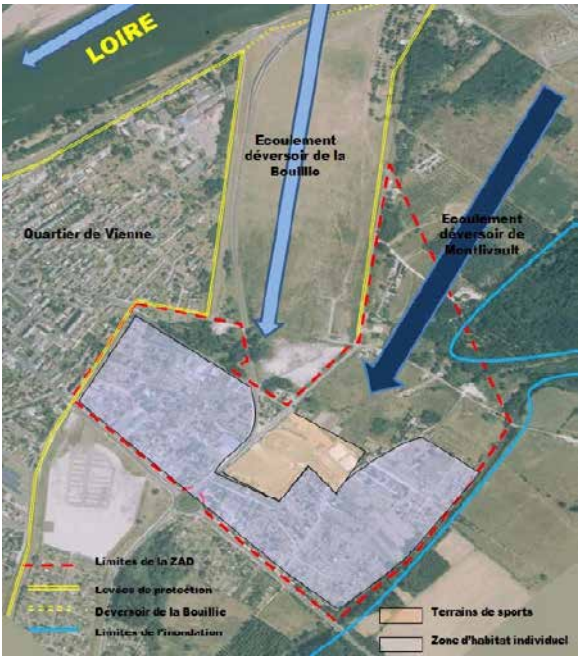 LOIRE
Ecoulement
déversoir de la
Bouillie
Quartier de Vienne
Ecoulement
déversoir de
Montlivault
Limites de la ZAD
Levées de protection
Déversoir de la Bouillie
Limites de l'inondation
Terrains de sports
Zone d'habitat individuel